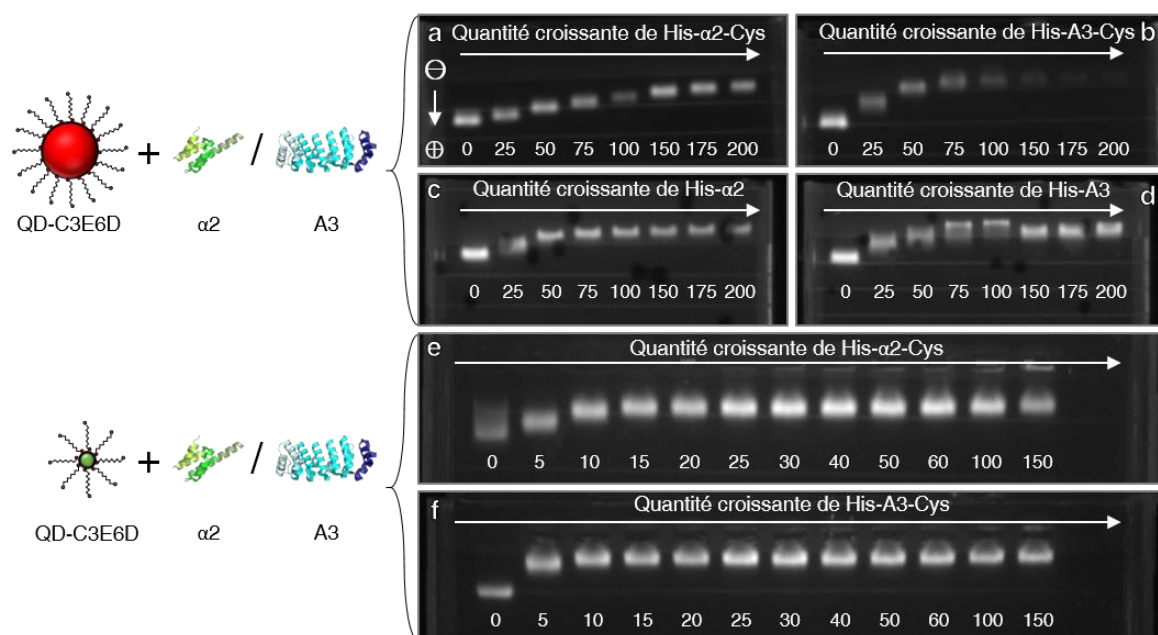 a Quantité croissante de His-α2-Cys
⊖
⊕
0 25 50 75 100 150 175 200
Quantité croissante de His-A3-Cys b
0 25 50 75 100 150 175 200
+ /
QD-C3E6D α2 A3
c Quantité croissante de His-α2
0 25 50 75 100 150 175 200
Quantité croissante de His-A3 d
0 25 50 75 100 150 175 200
e Quantité croissante de His-α2-Cys
0 5 10 15 20 25 30 40 50 60 100 150
+ /
QD-C3E6D α2 A3
f Quantité croissante de His-A3-Cys
0 5 10 15 20 25 30 40 50 60 100 150